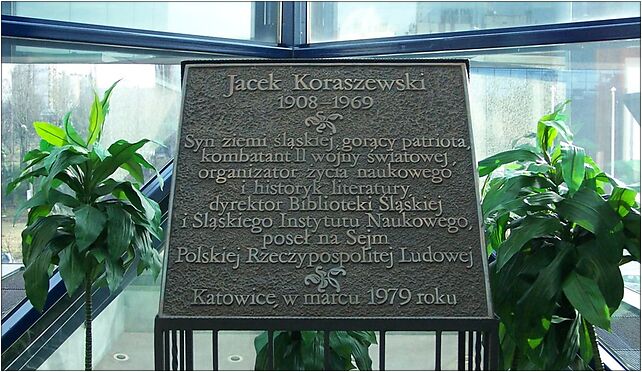 Jacek Koraszewski
1908–1969
Syn ziemi śląskiej, gorący patriota,
kombatant II wojny światowej,
organizator życia naukowego
i historyk literatury,
dyrektor Biblioteki Śląskiej
i Śląskiego Instytutu Naukowego,
poseł na Sejm
Polskiej Rzeczypospolitej Ludowej
Katowice, w marcu 1979 roku